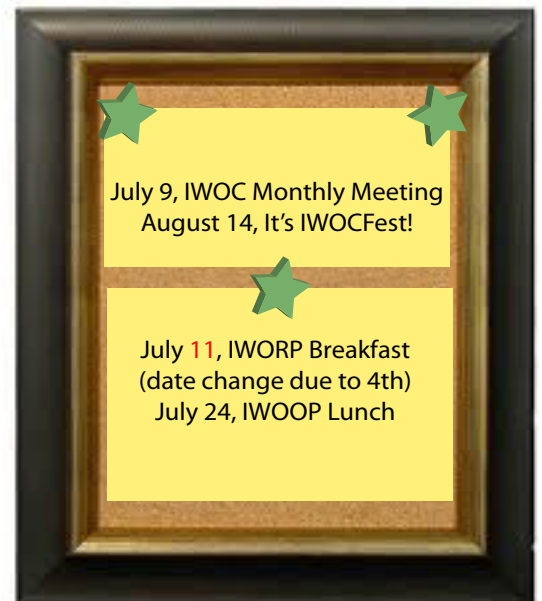 July 9, IWOC Monthly Meeting
August 14, It's IWOCFest!
July 11, IWORP Breakfast
(date change due to 4th)
July 24, IWOOP Lunch